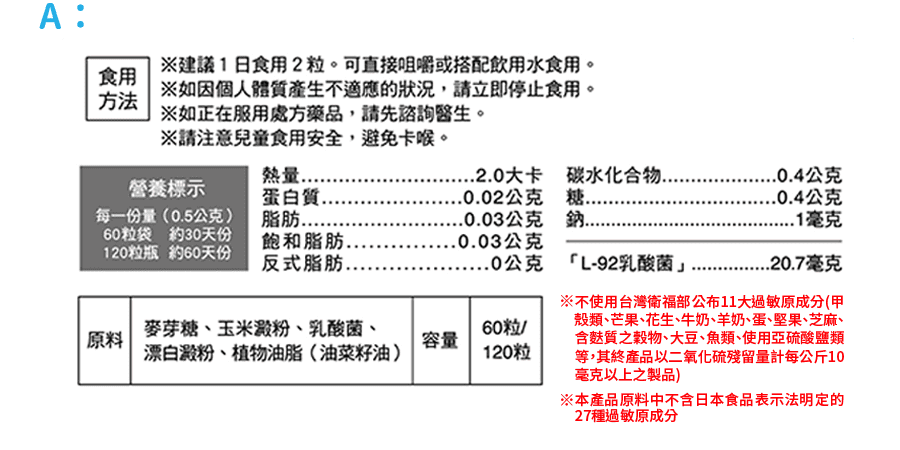 A：
食用
方法
※建議1日食用2粒。可直接咀嚼或搭配飲用水食用。
※如因個人體質產生不適應的狀況，請立即停止食用。
※如正在服用處方藥品，請先諮詢醫生。
※請注意兒童食用安全，避免卡喉。
營養標示
每一份量（0.5公克）
60粒袋 約30天份
120粒瓶 約60天份
熱量..............................2.0大卡
蛋白質........................0.02公克
脂肪...........................0.03公克
飽和脂肪...................0.03公克
反式脂肪........................0公克
碳水化合物....................0.4公克
糖..................................0.4公克
鈉.....................................1毫克
「L-92乳酸菌」..............20.7毫克
原料
麥芽糖、玉米澱粉、乳酸菌、
漂白澱粉、植物油脂（油菜籽油）
容量
60粒/
120粒
※不使用台灣衛福部公布11大過敏原成分(甲
殼類、芒果、花生、牛奶、羊奶、蛋、堅果、芝麻、
含麩質之穀物、大豆、魚類、使用亞硫酸鹽類
等,其終產品以二氧化硫殘留量計每公斤10
毫克以上之製品)
※本產品原料中不含日本食品表示法明定的
27種過敏原成分